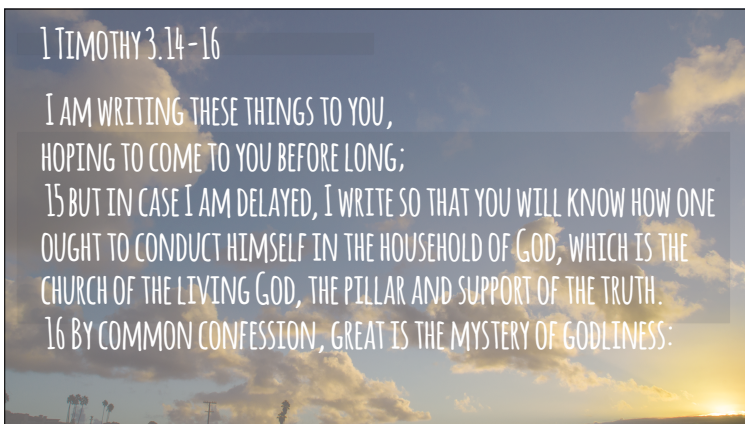 1 Timothy 3.14-16
I am writing these things to you,
hoping to come to you before long;
15 but in case I am delayed, I write so that you will know how one
ought to conduct himself in the household of God, which is the
church of the living God, the pillar and support of the truth.
16 By common confession, great is the mystery of godliness: